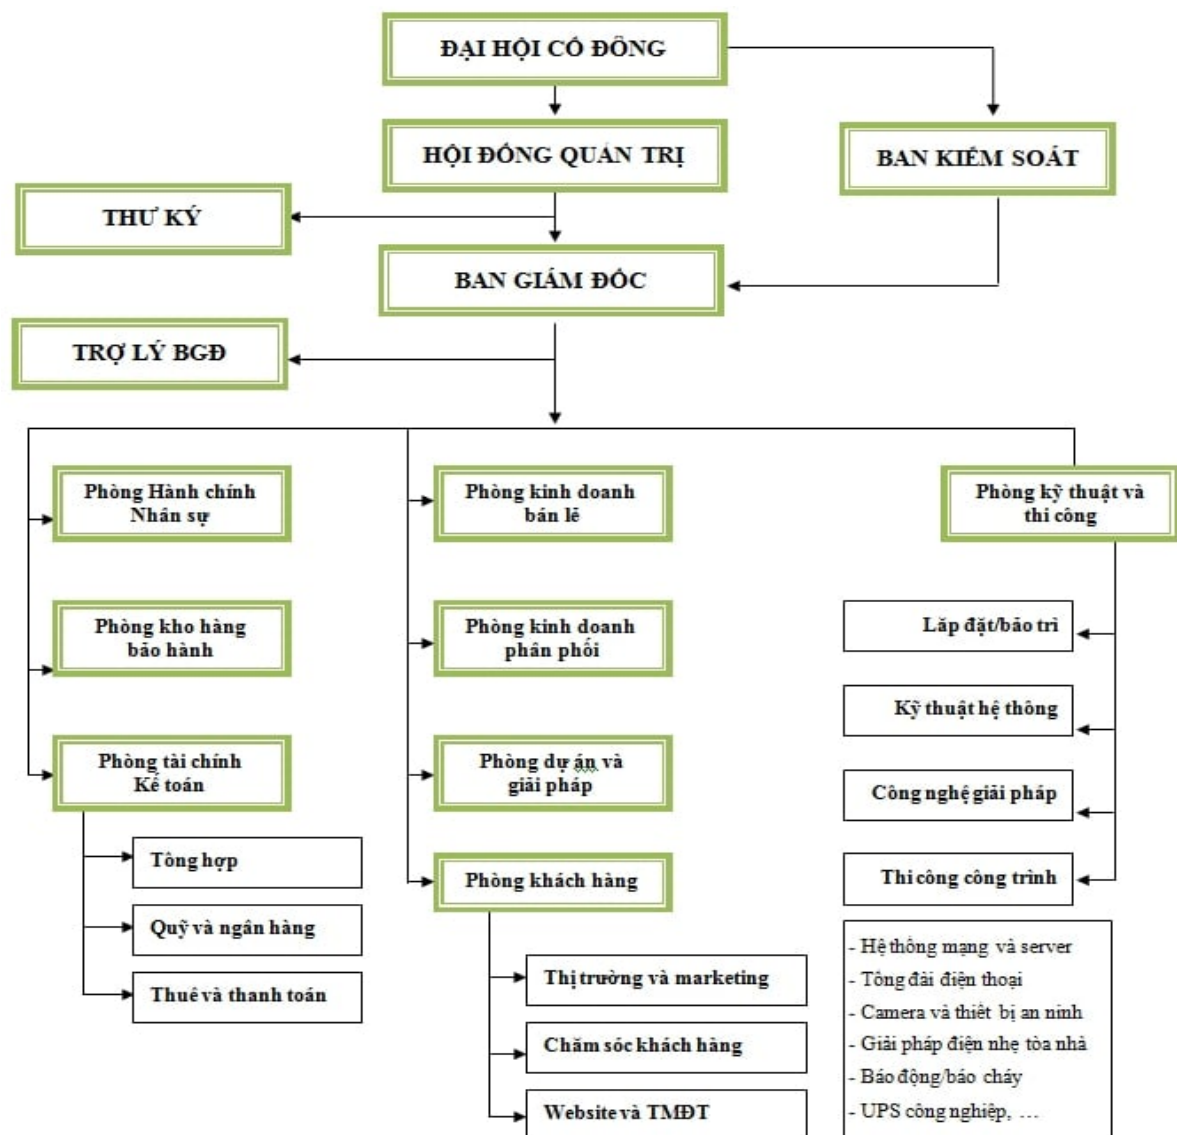 ĐẠI HỘI CỔ ĐÔNG
HỘI ĐỒNG QUẢN TRỊ
BAN KIỂM SOÁT
THƯ KÝ
BAN GIÁM ĐỐC
TRỢ LÝ BGĐ
Phòng Hành chính
Nhân sự
Phòng kinh doanh
bán lẻ
Phòng kỹ thuật và
thi công
Phòng kho hàng
bảo hành
Phòng kinh doanh
phân phối
Lắp đặt/bảo trì
Kỹ thuật hệ thông
Phòng tài chính
Kế toán
Phòng dự án và
giải pháp
Công nghệ giải pháp
Tông hợp
Phòng khách hàng
Thi công công trình
Quỹ và ngân hàng
Thuê và thanh toán
Thị trường và marketing
Chăm sóc khách hàng
Website và TMĐT
- Hệ thông mạng và server
- Tông đài điện thoại
- Camera và thiêt bị an ninh
- Giải pháp điện nhẹ tòa nhà
- Báo động/báo cháy
- UPS công nghiệp, …